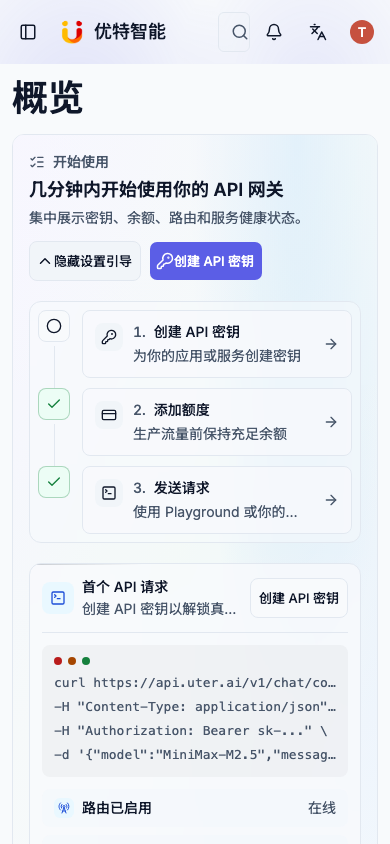 优特智能
T
概览
开始使用
几分钟内开始使用你的 API 网关
集中展示密钥、余额、路由和服务健康状态。
隐藏设置引导
创建 API 密钥
1. 创建 API 密钥
为你的应用或服务创建密钥
2. 添加额度
生产流量前保持充足余额
3. 发送请求
使用 Playground 或你的...
首个 API 请求
创建 API 密钥以解锁真...
创建 API 密钥
curl https://api.uter.ai/v1/chat/co…
-H "Content-Type: application/json"…
-H "Authorization: Bearer sk-..." \
-d '{"model":"MiniMax-M2.5","messag…
路由已启用
在线